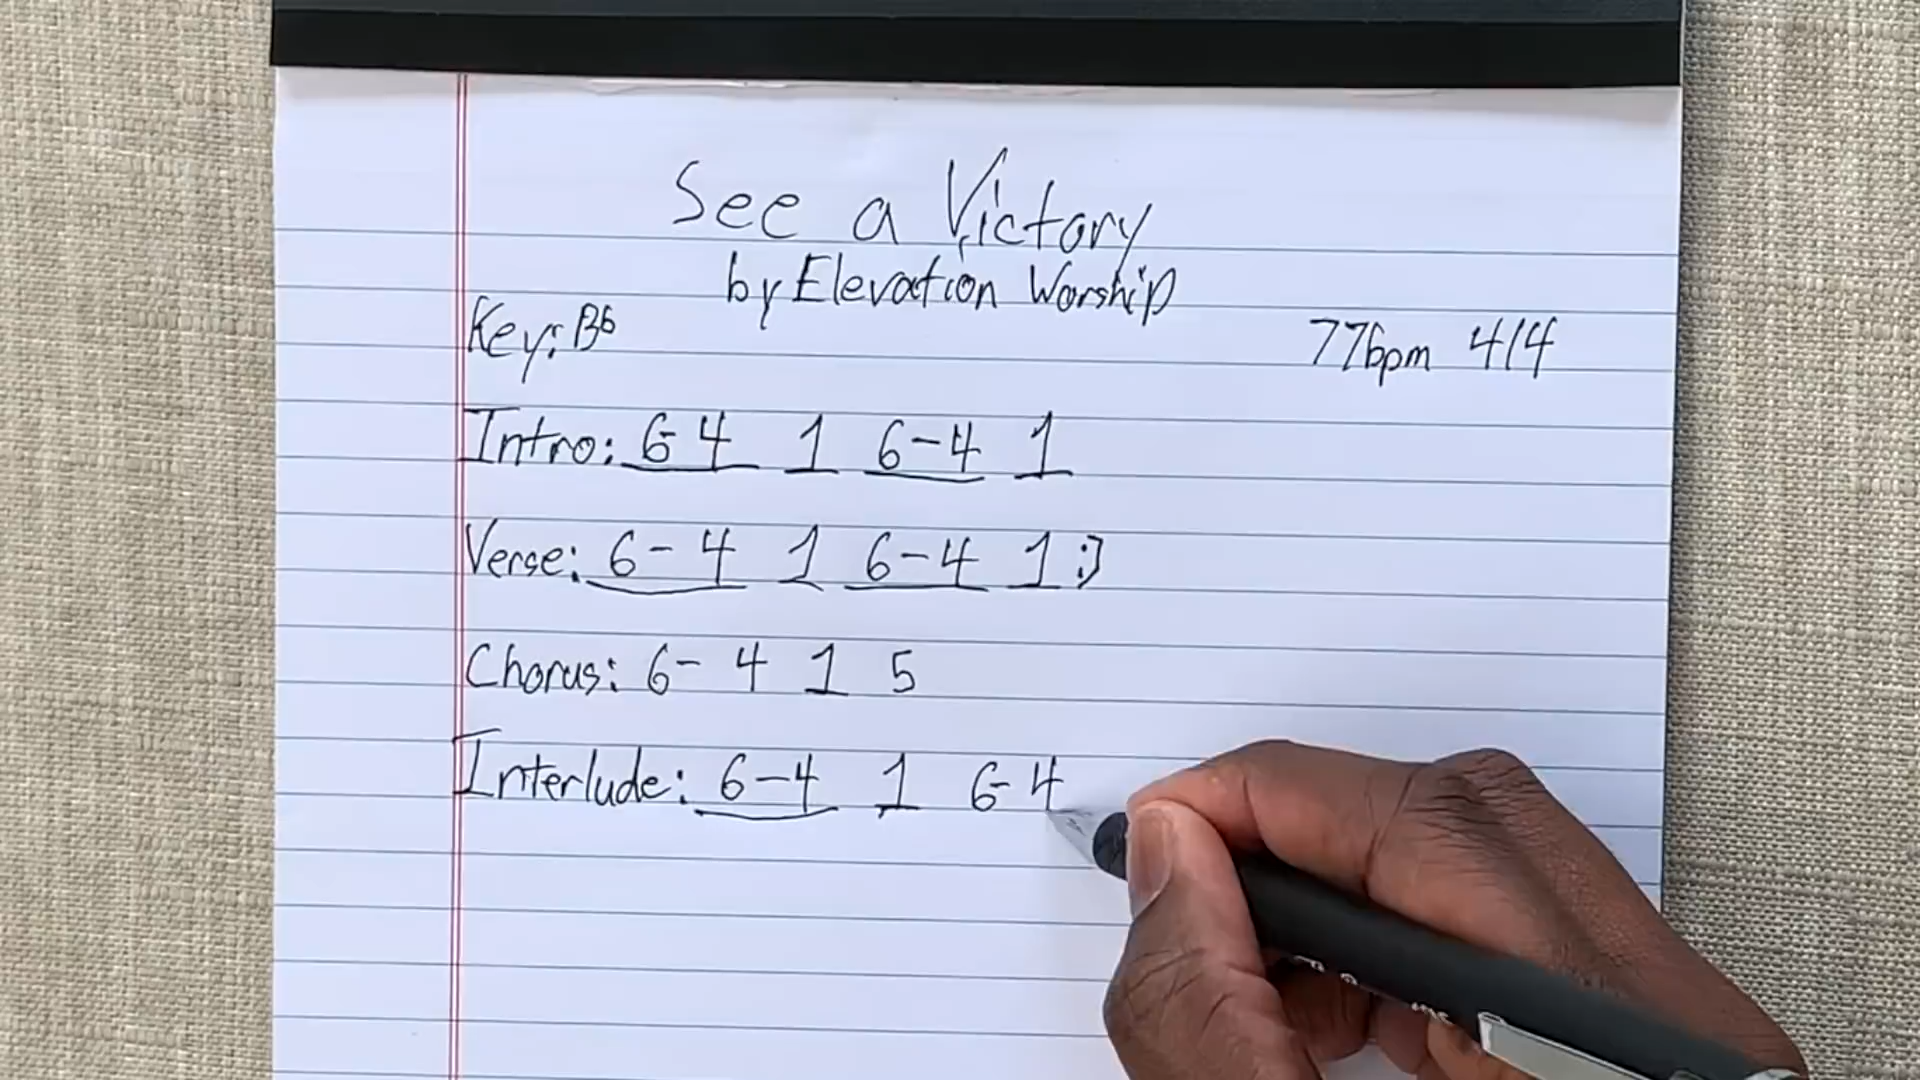 See a Victory
by Elevation Worship
Key: Bb
77bpm 4/4
Intro: 6- 4 1 6- 4 1
Verse: 6- 4 1 6- 4 1 :]
Chorus: 6- 4 1 5
Interlude: 6- 4 1 6- 4